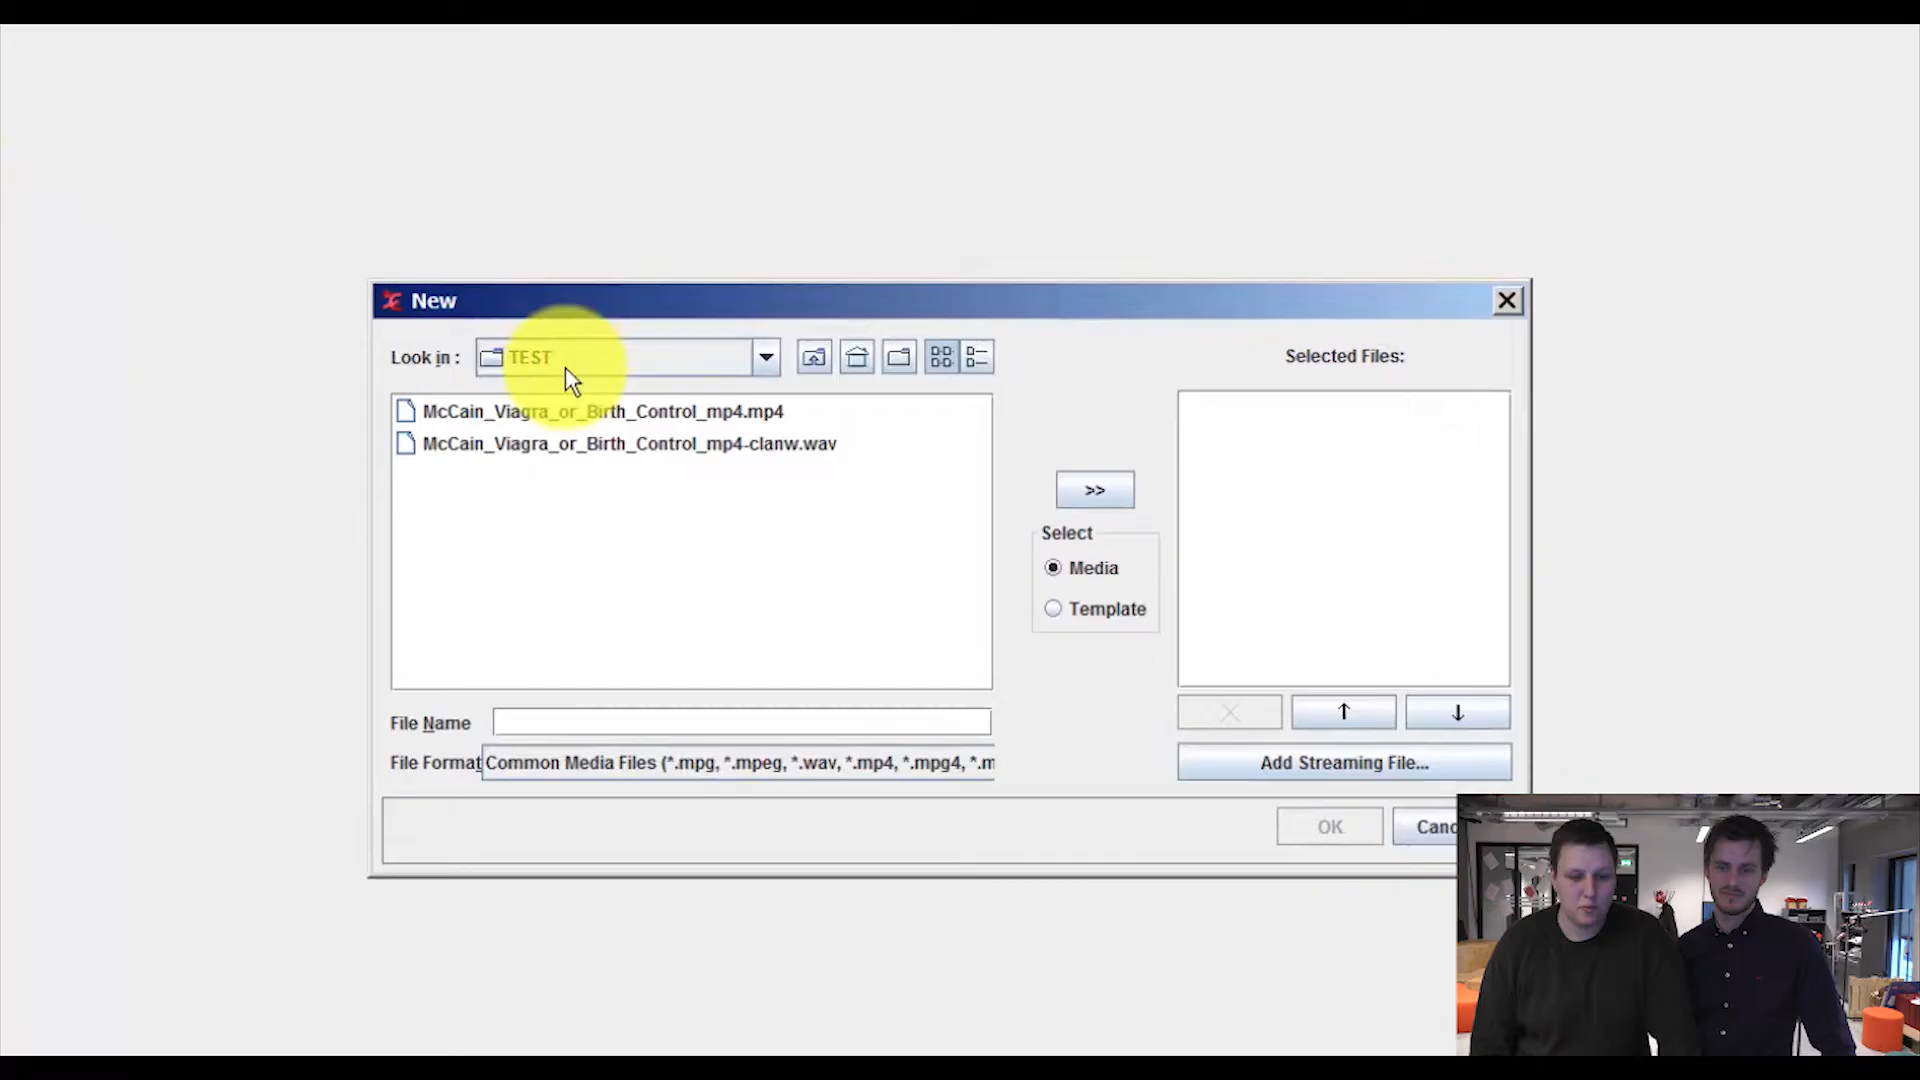 New
Look in : TEST
Selected Files:
McCain_Viagra_or_Birth_Control_mp4.mp4
McCain_Viagra_or_Birth_Control_mp4-clanw.wav
>>
Select
Media
Template
File Name
File Format Common Media Files (*.mpg, *.mpeg, *.wav, *.mp4, *.mpg4, *.m
Add Streaming File...
OK Canc